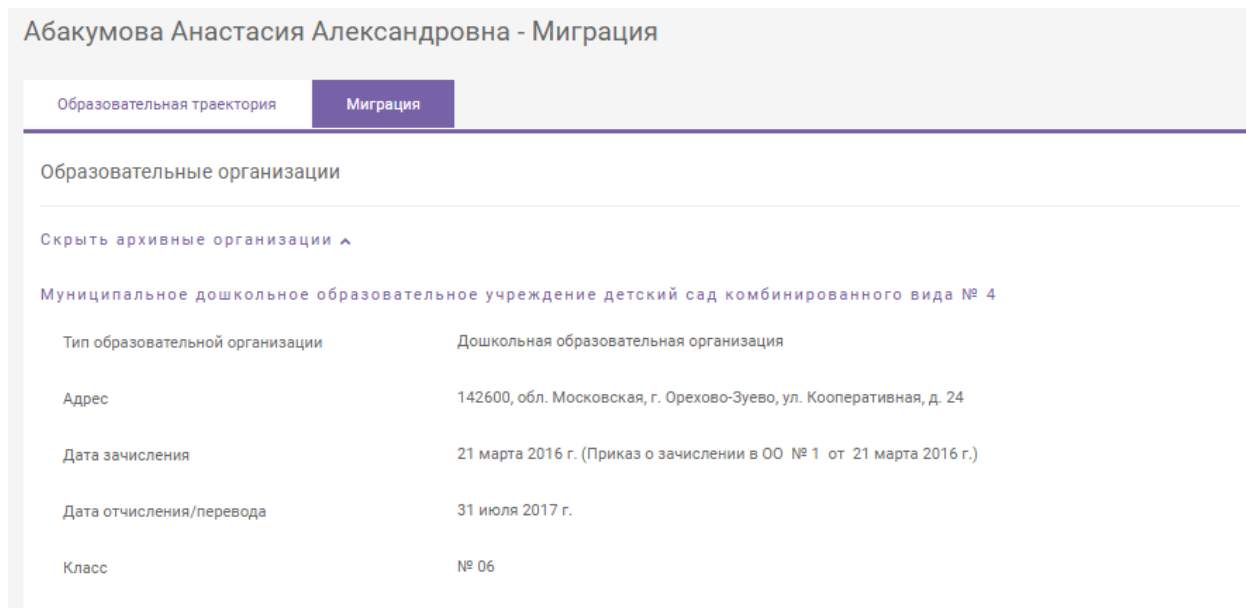 Абакумова Анастасия Александровна - Миграция
Образовательная траектория Миграция
Образовательные организации
Скрыть архивные организации
Муниципальное дошкольное образовательное учреждение детский сад комбинированного вида № 4
Тип образовательной организации Дошкольная образовательная организация
Адрес 142600, обл. Московская, г. Орехово-Зуево, ул. Кооперативная, д. 24
Дата зачисления 21 марта 2016 г. (Приказ о зачислении в ОО № 1 от 21 марта 2016 г.)
Дата отчисления/перевода 31 июля 2017 г.
Класс № 06